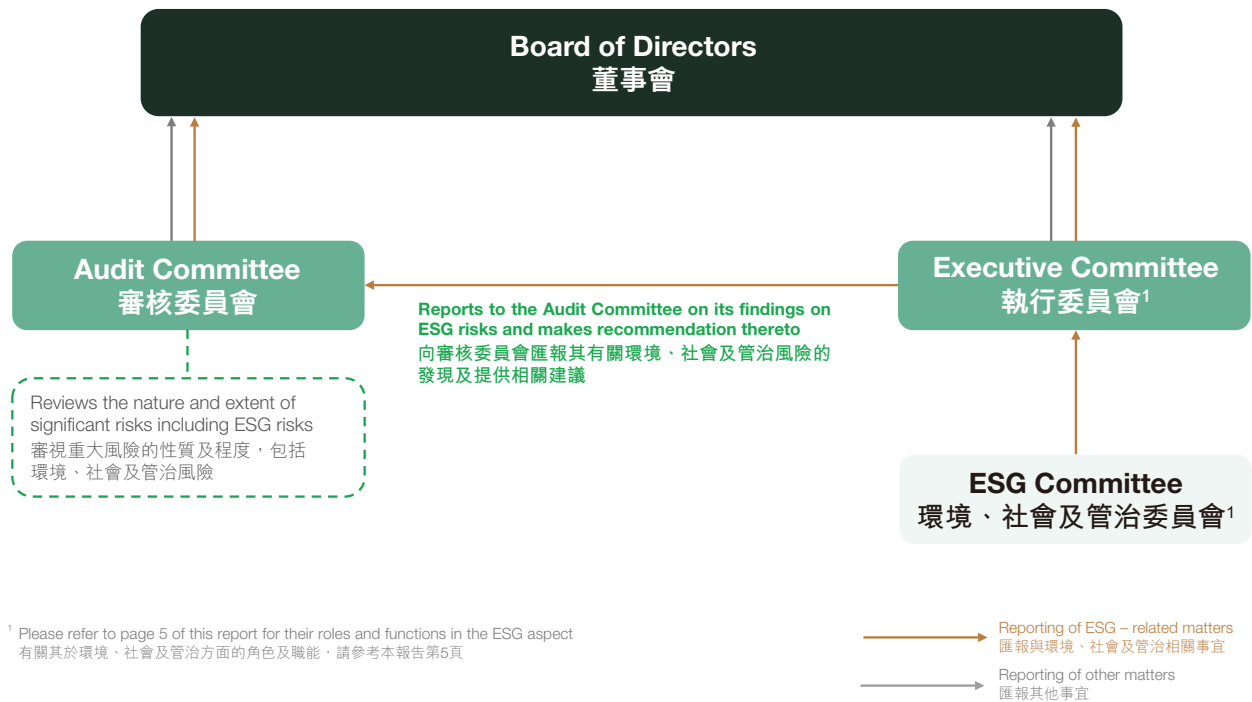 Board of Directors
董事會
Audit Committee
審核委員會
Executive Committee
執行委員會¹
Reports to the Audit Committee on its findings on
ESG risks and makes recommendation thereto
向審核委員會匯報其有關環境、社會及管治風險的
發現及提供相關建議
Reviews the nature and extent of
significant risks including ESG risks
審視重大風險的性質及程度，包括
環境、社會及管治風險
ESG Committee
環境、社會及管治委員會¹
¹ Please refer to page 5 of this report for their roles and functions in the ESG aspect
有關其於環境、社會及管治方面的角色及職能，請參考本報告第5頁
Reporting of ESG – related matters
匯報與環境、社會及管治相關事宜
Reporting of other matters
匯報其他事宜